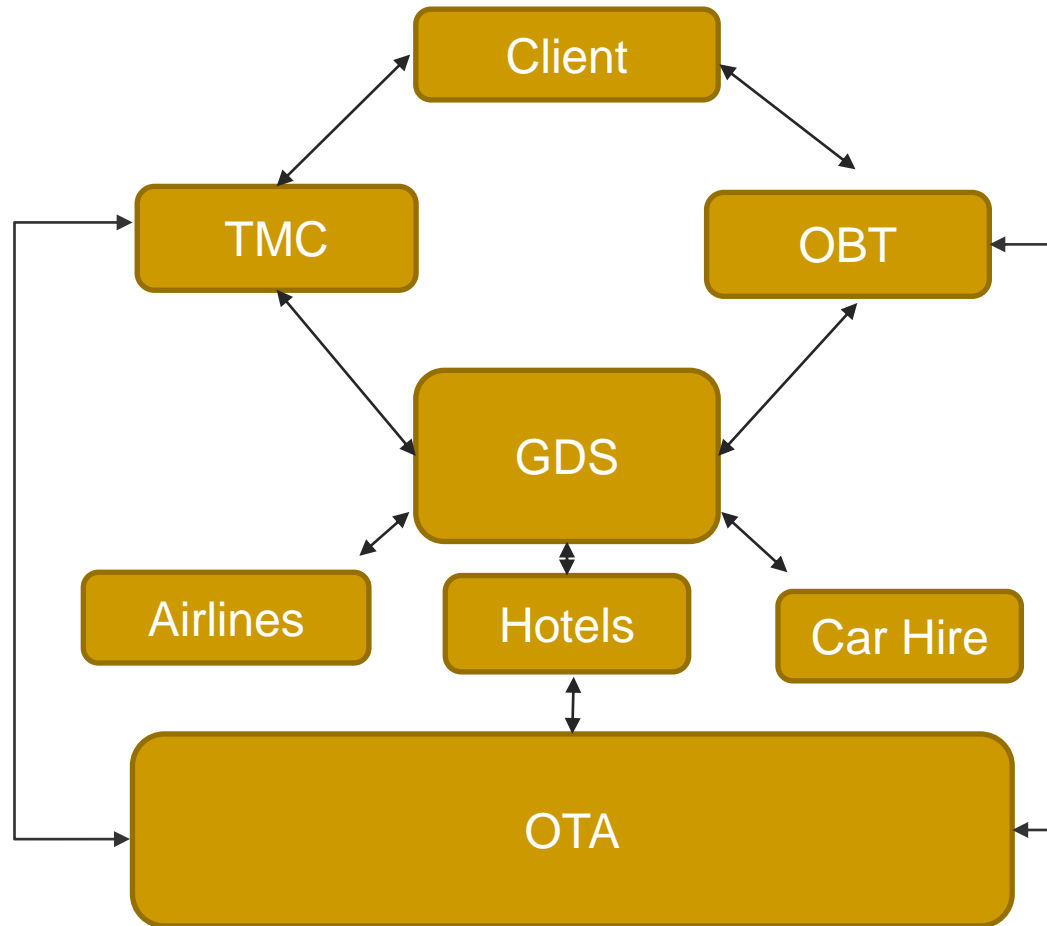 Client
TMC
OBT
GDS
Airlines
Hotels
Car Hire
OTA